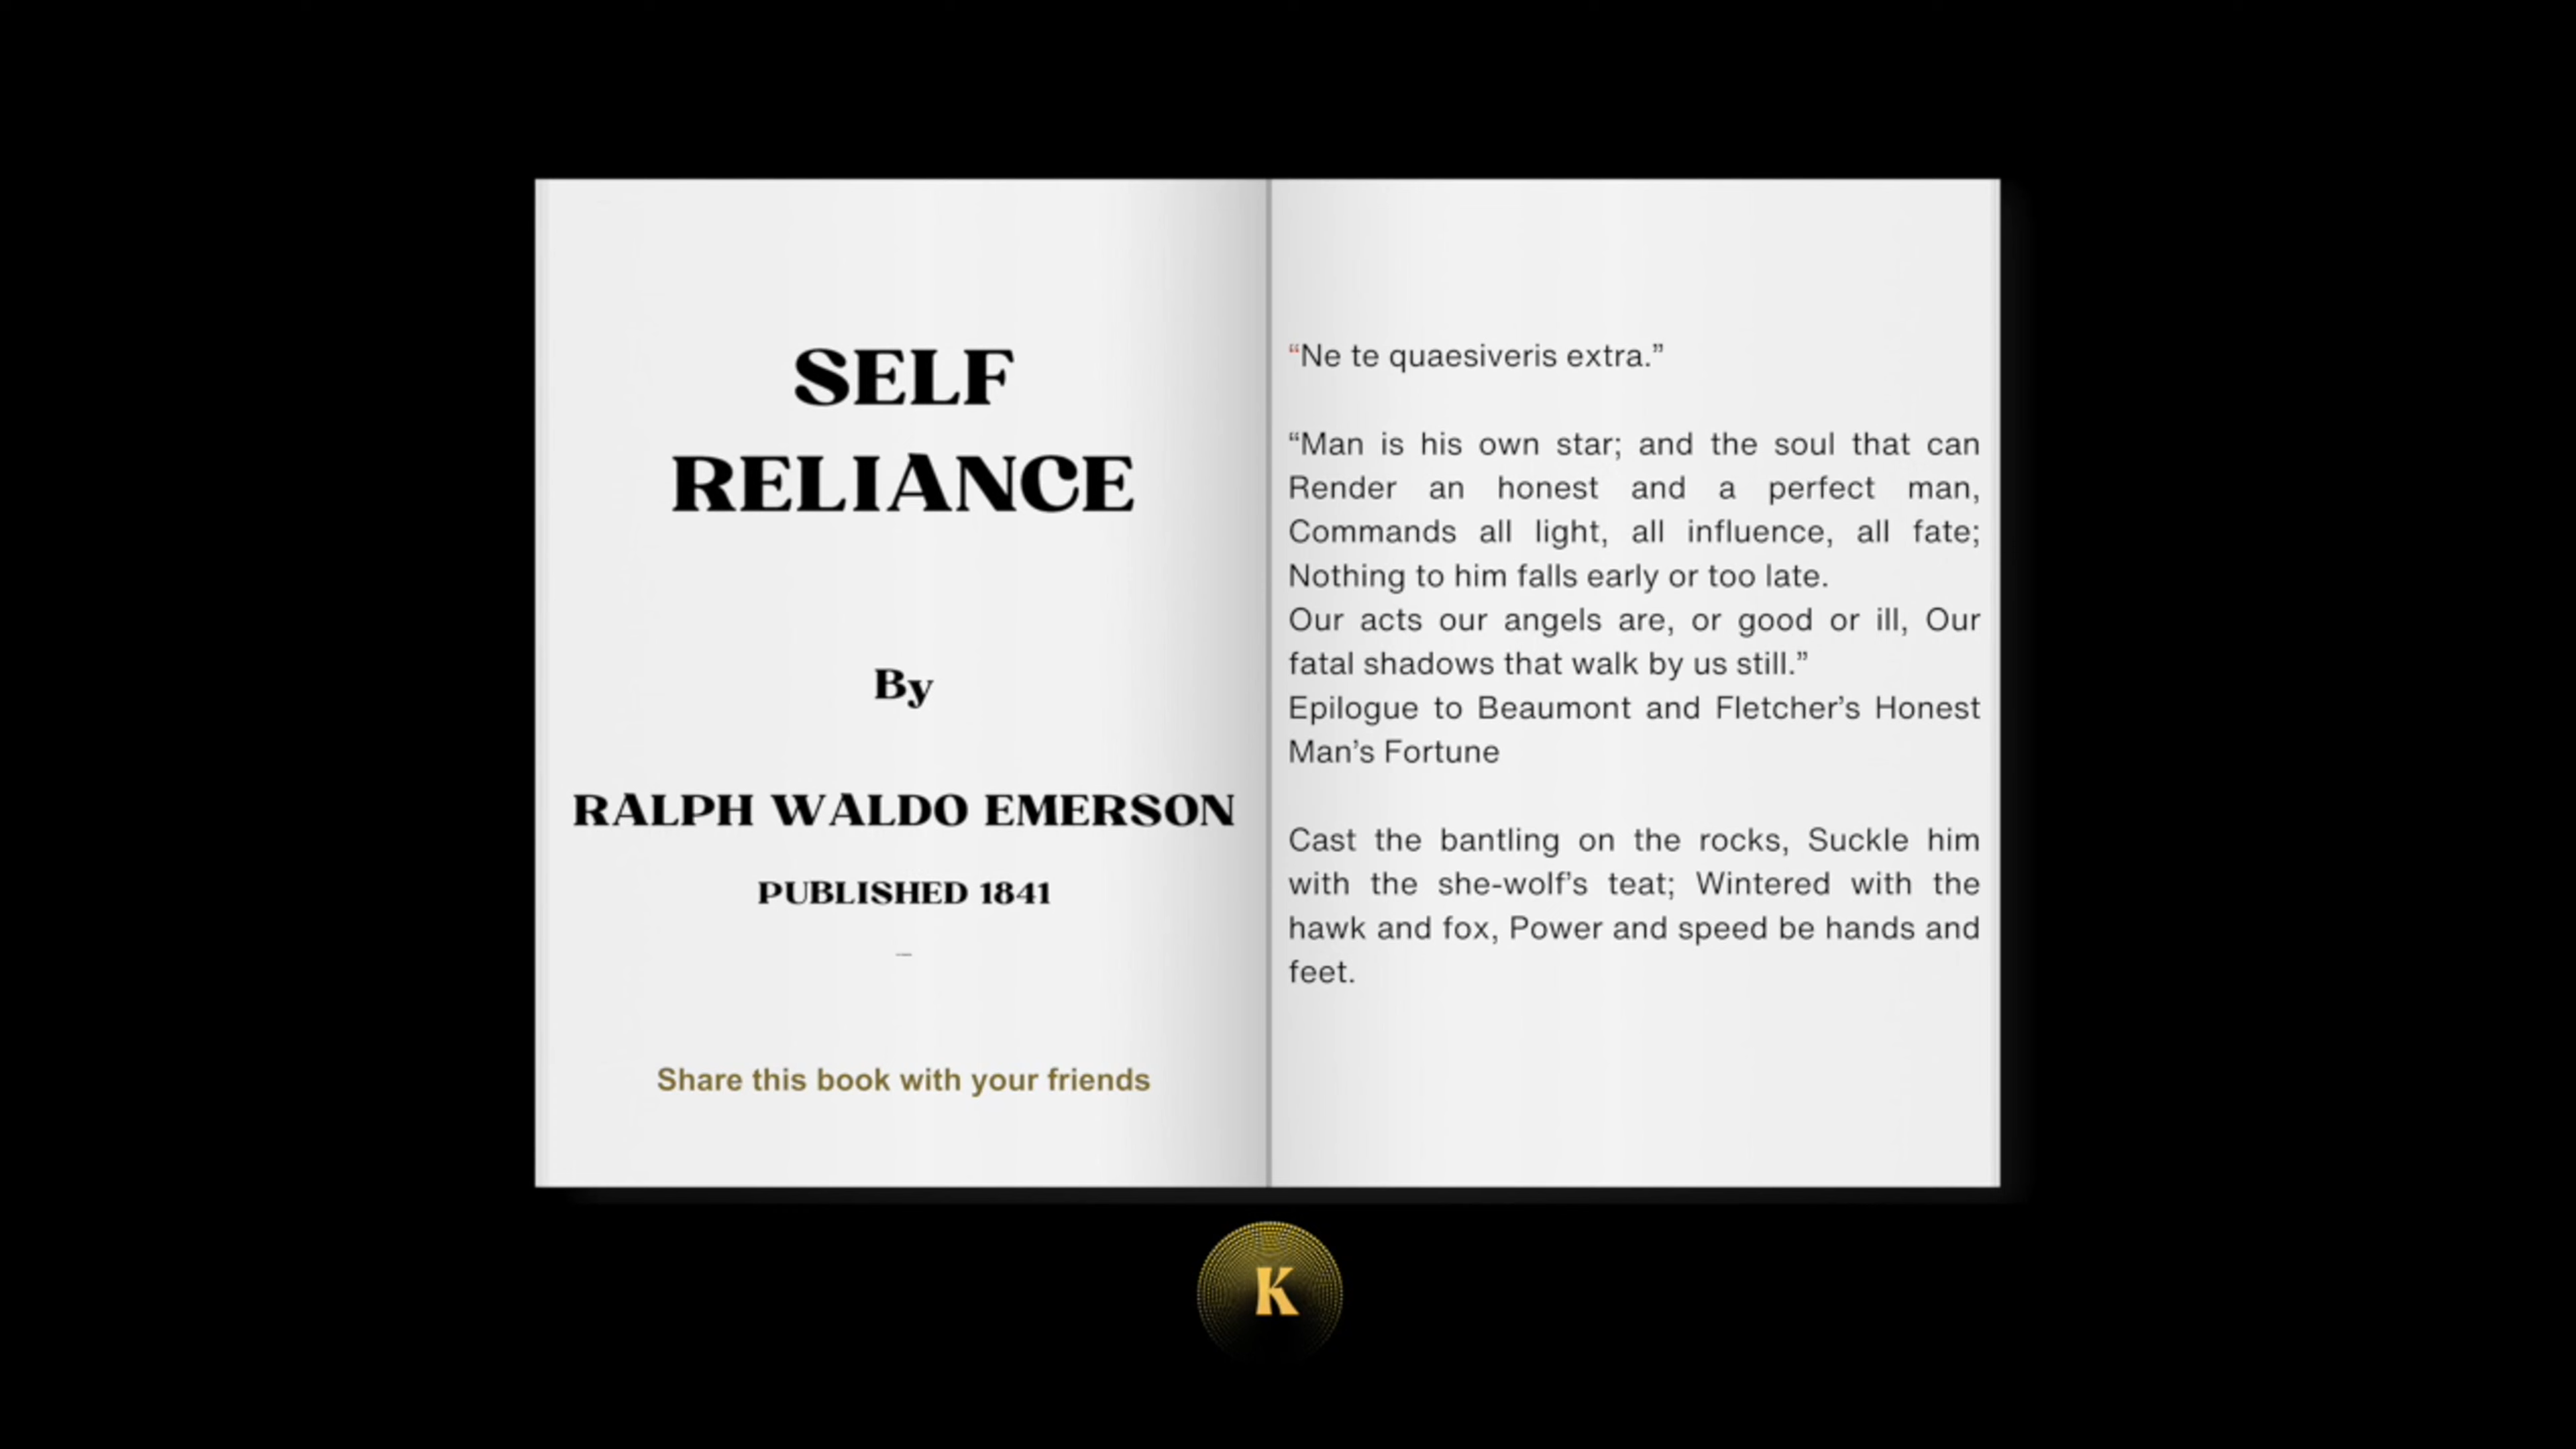 SELF
RELIANCE
By
RALPH WALDO EMERSON
PUBLISHED 1841
Share this book with your friends
“Ne te quaesiveris extra.”
“Man is his own star; and the soul that can
Render an honest and a perfect man,
Commands all light, all influence, all fate;
Nothing to him falls early or too late.
Our acts our angels are, or good or ill, Our
fatal shadows that walk by us still.”
Epilogue to Beaumont and Fletcher’s Honest
Man’s Fortune
Cast the bantling on the rocks, Suckle him
with the she-wolf’s teat; Wintered with the
hawk and fox, Power and speed be hands and
feet.
K